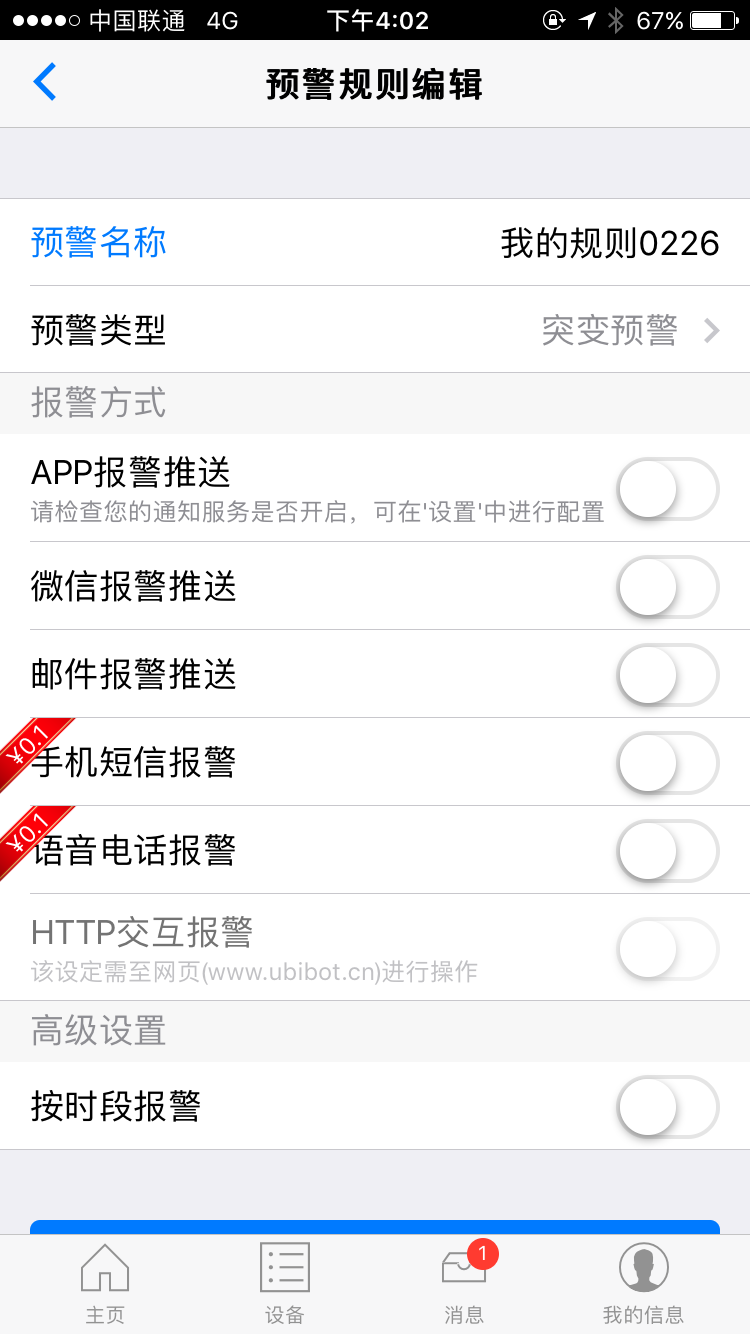 中国联通 4G 下午4:02 67%
预警规则编辑
预警名称 我的规则0226
预警类型 突变预警
报警方式
APP报警推送
请检查您的通知服务是否开启，可在'设置'中进行配置
微信报警推送
邮件报警推送
¥0.1
手机短信报警
¥0.1
语音电话报警
HTTP交互报警
该设定需至网页(www.ubibot.cn)进行操作
高级设置
按时段报警
1
主页 设备 消息 我的信息